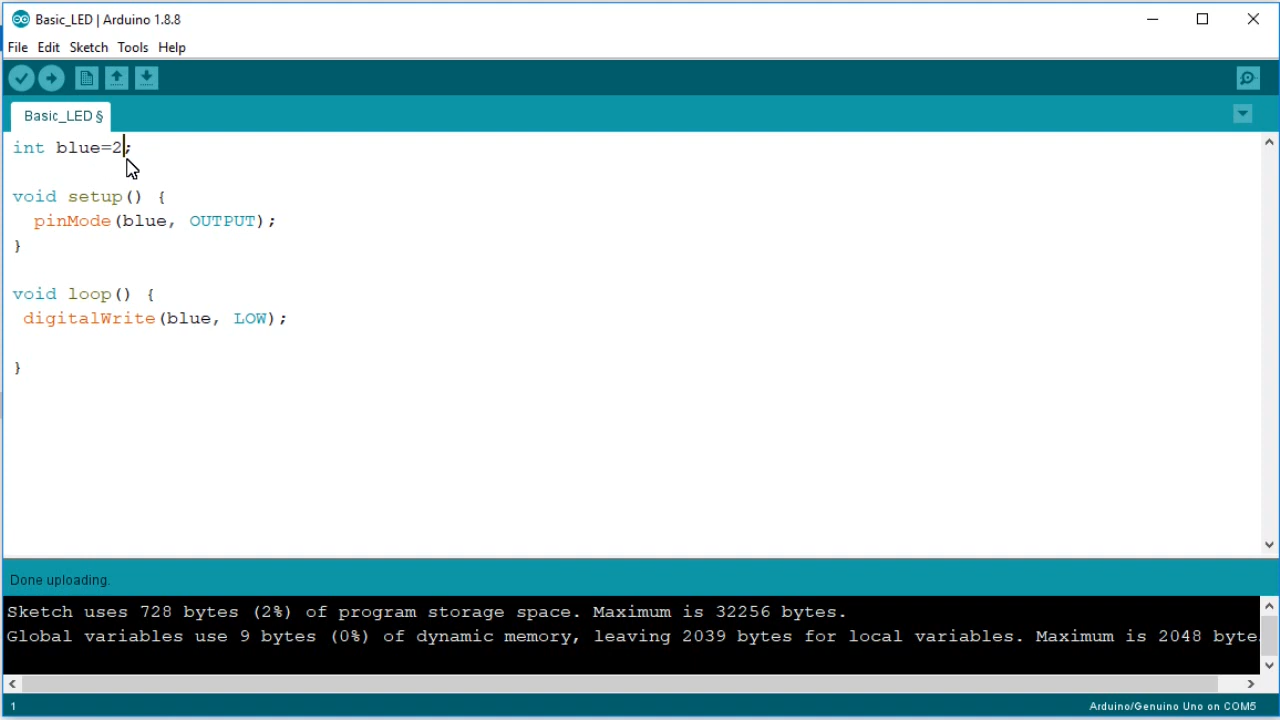 Basic_LED | Arduino 1.8.8
File Edit Sketch Tools Help
Basic_LED §
int blue=2;
void setup() {
pinMode(blue, OUTPUT);
}
void loop() {
digitalWrite(blue, LOW);
}
Done uploading.
Sketch uses 728 bytes (2%) of program storage space. Maximum is 32256 bytes.
Global variables use 9 bytes (0%) of dynamic memory, leaving 2039 bytes for local variables. Maximum is 2048 byte
1
Arduino/Genuino Uno on COM5